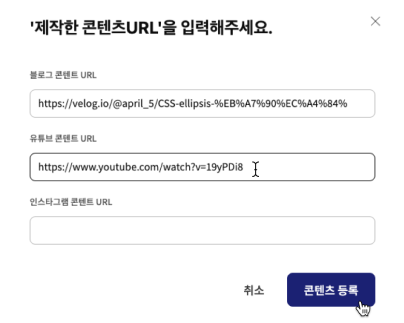 '제작한 콘텐츠URL'을 입력해주세요.
블로그 콘텐트 URL
https://velog.io/@april_5/CSS-ellipsis-%EB%A7%90%EC%A4%84%
유튜브 콘텐트 URL
https://www.youtube.com/watch?v=19yPDi8
인스타그램 콘텐트 URL
취소
콘텐츠 등록